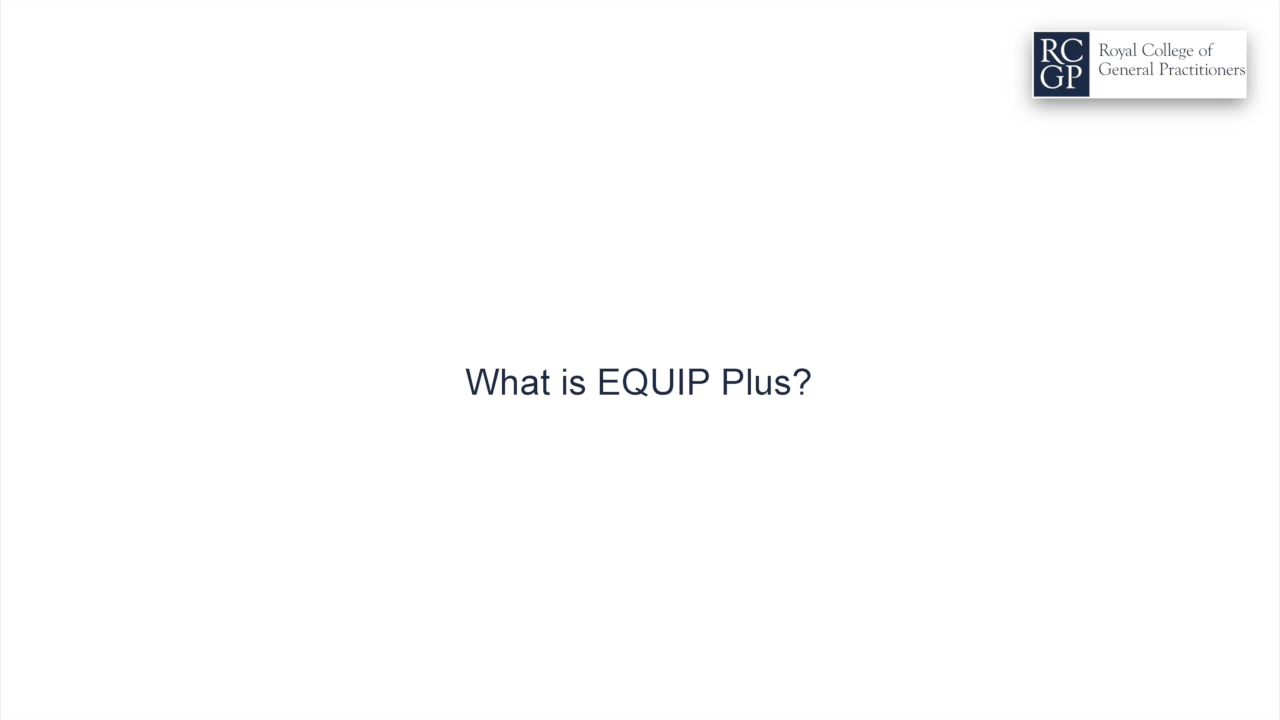 RC
GP
Royal College of
General Practitioners
What is EQUIP Plus?